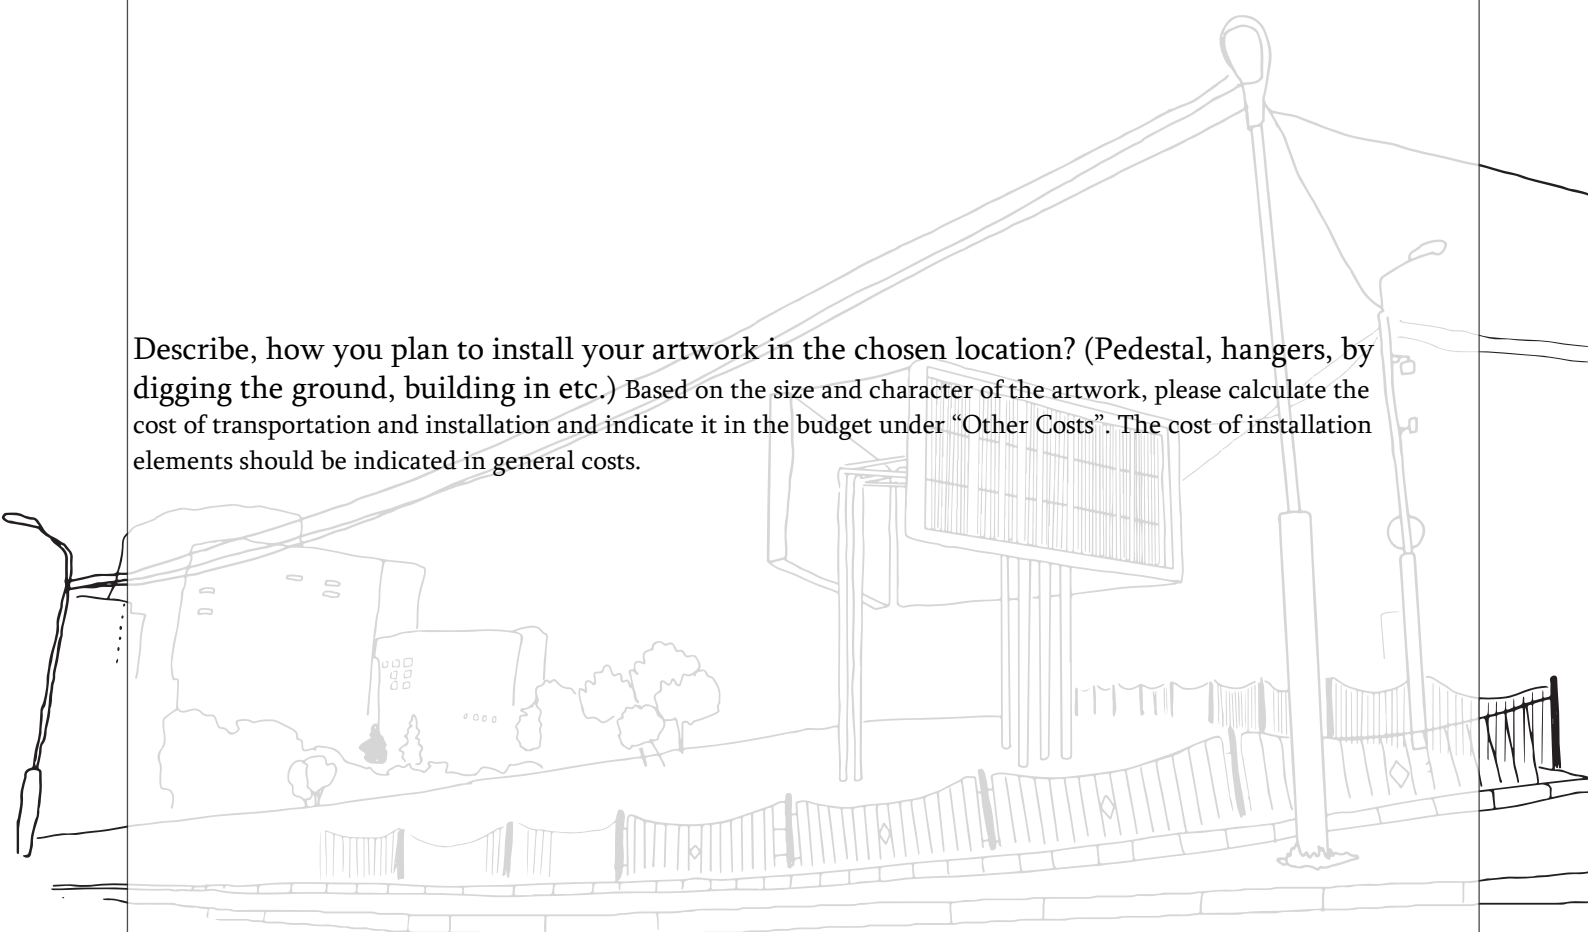 Describe, how you plan to install your artwork in the chosen location? (Pedestal, hangers, by
digging the ground, building in etc.) Based on the size and character of the artwork, please calculate the
cost of transportation and installation and indicate it in the budget under “Other Costs”. The cost of installation
elements should be indicated in general costs.